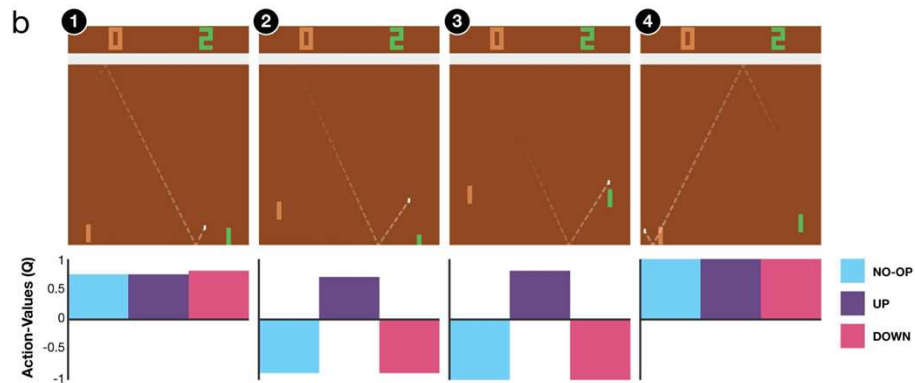 b
1 2 3 4
0 2 0 2 0 2 0 2
Action-Values (Q)
1
0.5
0
-0.5
-1
NO-OP
UP
DOWN